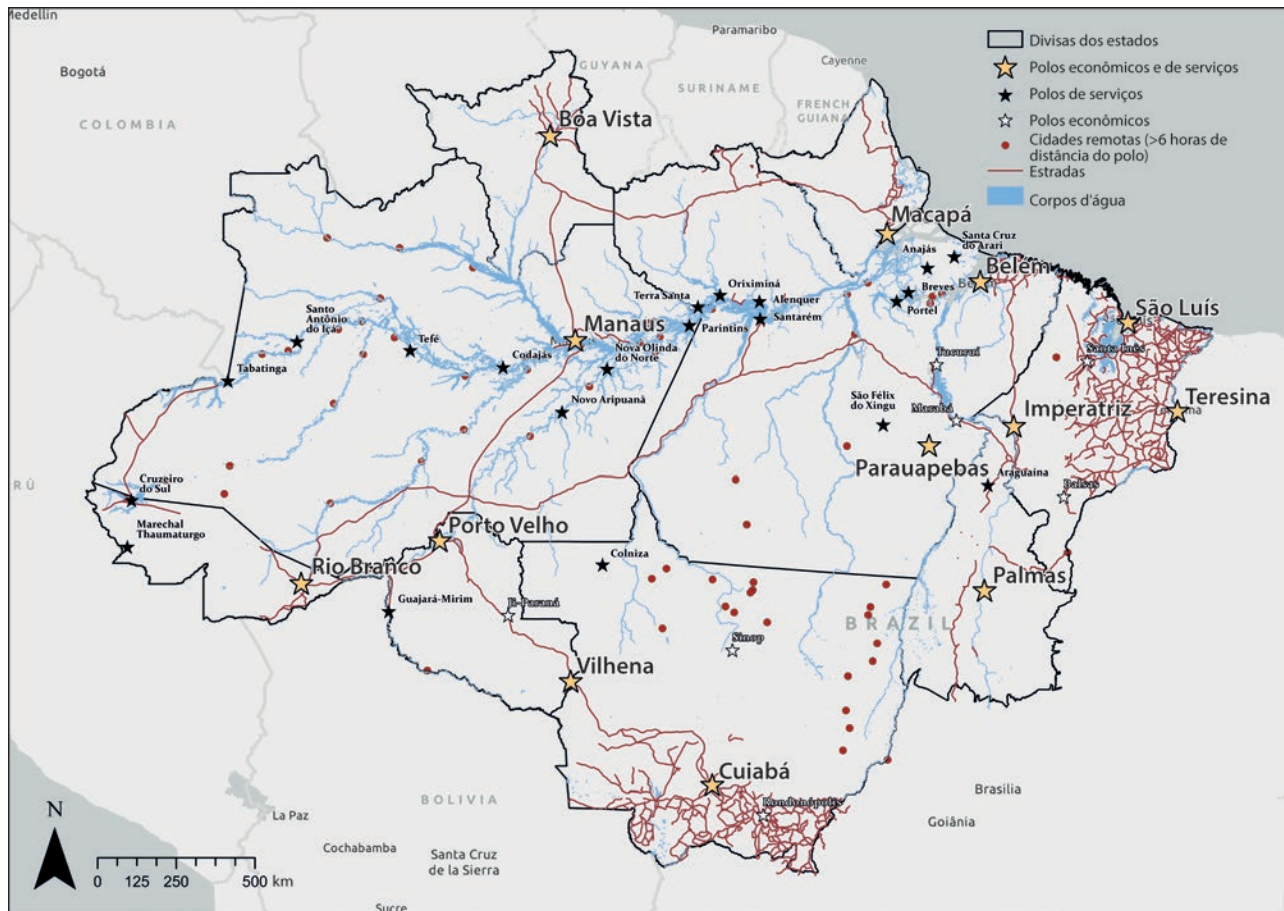 Medellín
Bogotá
COLOMBIA
GUYANA
Paramaribo
SURINAME
Cayenne
FRENCH
GUIANA
Divisas dos estados
Polos econômicos e de serviços
Polos de serviços
Polos econômicos
Cidades remotas (>6 horas de
distância do polo)
Estradas
Corpos d'água
Boa Vista
Macapá
Santa Cruz
do Arari
Anajás
Belém
Breves
Portel
Oriximiná
Terra Santa
Alenquer
Santarém
Parintins
São Luís
Santa Inês
Santo
Antônio
do Içá
Tefé
Manaus
Codajás
Nova Olinda
do Norte
Tabatinga
Novo Aripuanã
Tucuruí
São Félix
do Xingu
Marabá
Imperatriz
Teresina
Parauapebas
Araguaína
Balsas
RÚ
Cruzeiro
do Sul
Marechal
Thaumaturgo
Porto Velho
Rio Branco
Colniza
Palmas
Guajará-Mirim
Ji-Paraná
Sinop
BRAZIL
Vilhena
Cuiabá
Rondonópolis
Brasília
Goiânia
BOLIVIA
La Paz
Cochabamba
Santa Cruz
de la Sierra
Sucre
N
0 125 250 500 km